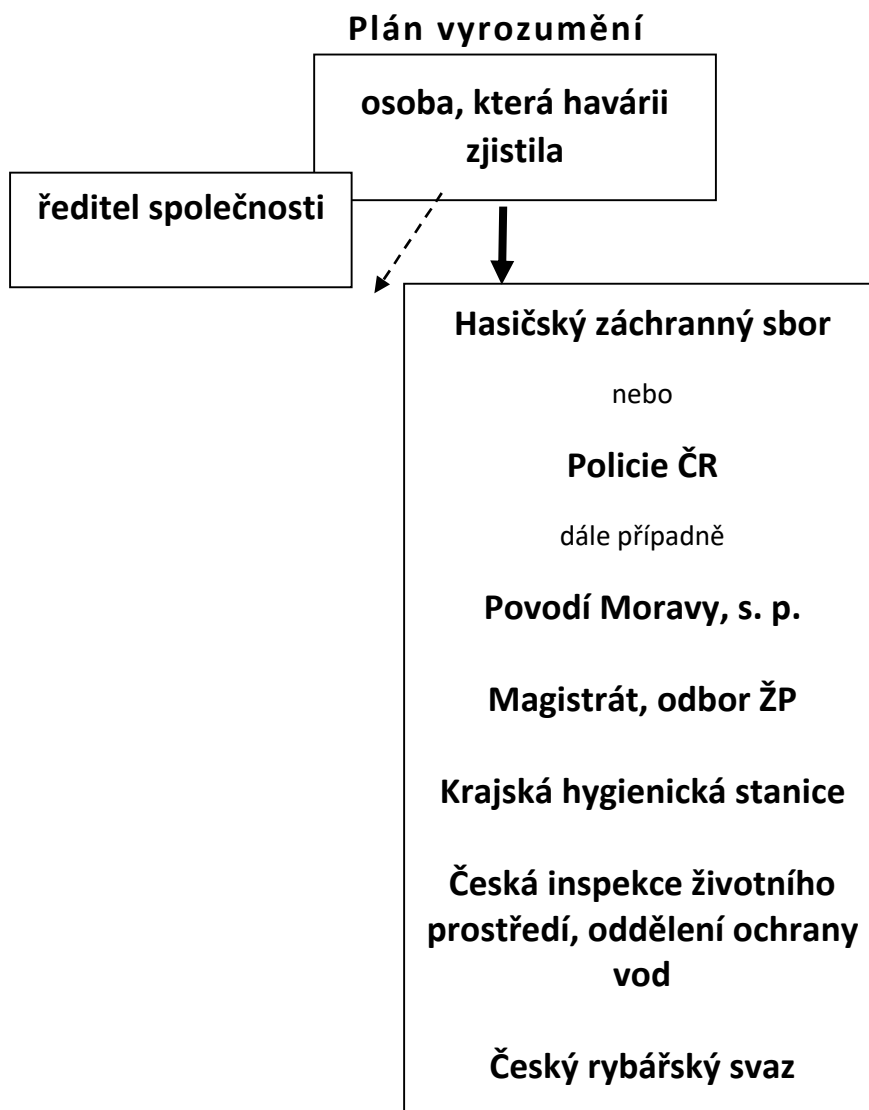 Plán vyrozumění
osoba, která havárii
zjistila
ředitel společnosti
Hasičský záchranný sbor
nebo
Policie ČR
dále případně
Povodí Moravy, s. p.
Magistrát, odbor ŽP
Krajská hygienická stanice
Česká inspekce životního
prostředí, oddělení ochrany
vod
Český rybářský svaz